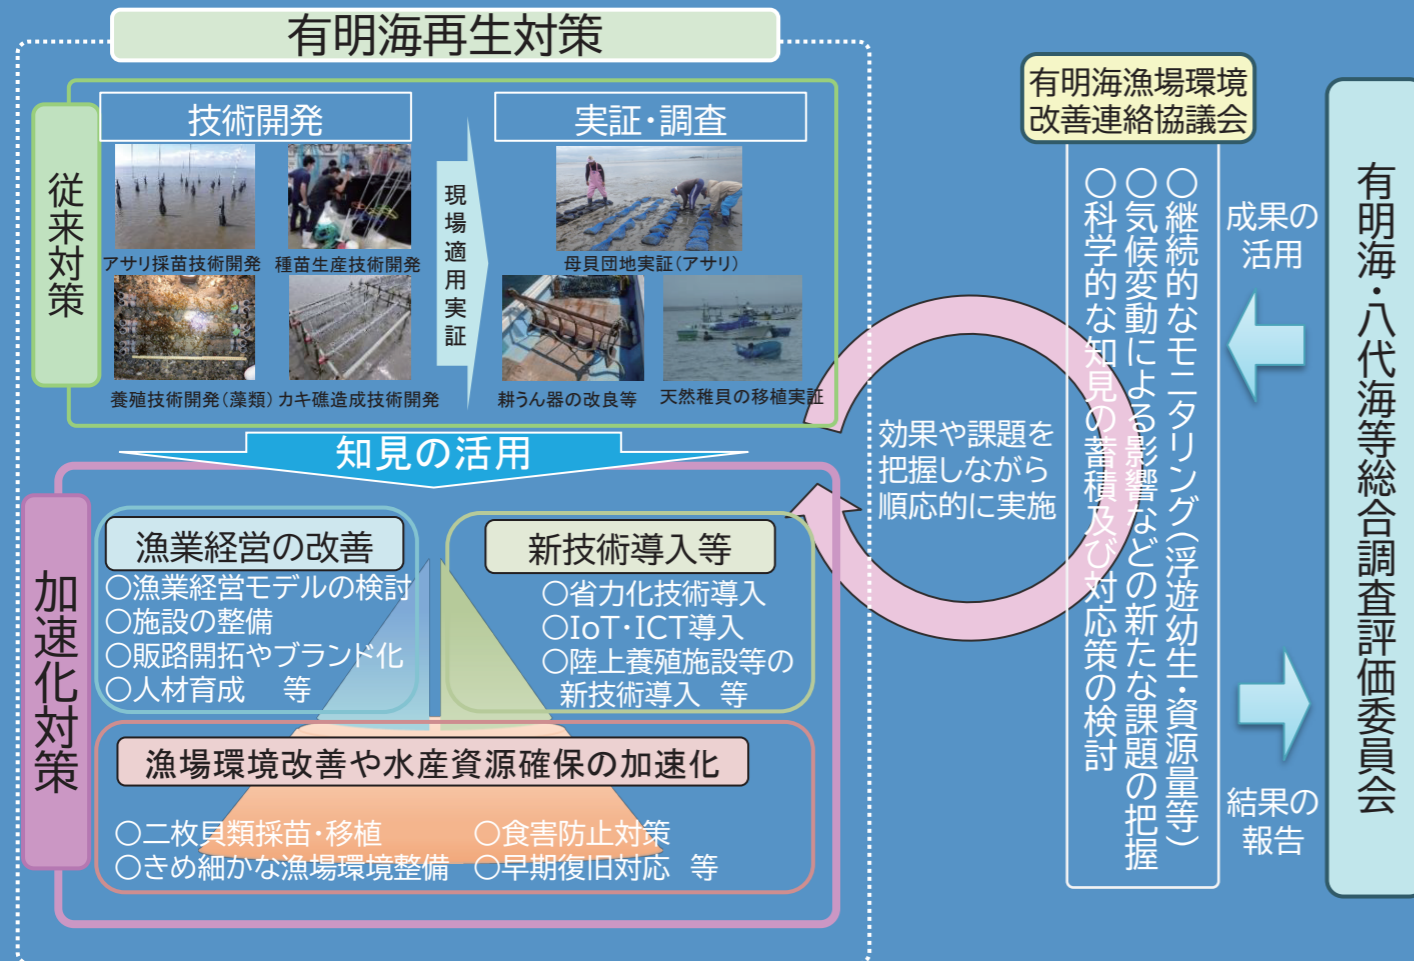 有明海再生対策
従来対策
技術開発
アサリ採苗技術開発
種苗生産技術開発
養殖技術開発(藻類)
カキ礁造成技術開発
現場適用実証
実証・調査
母貝団地実証(アサリ)
耕うん器の改良等
天然稚貝の移植実証
知見の活用
加速化対策
漁業経営の改善
○漁業経営モデルの検討
○施設の整備
○販路開拓やブランド化
○人材育成 等
新技術導入等
○省力化技術導入
○IoT・ICT導入
○陸上養殖施設等の
新技術導入 等
漁場環境改善や水産資源確保の加速化
○二枚貝類採苗・移植
○きめ細かな漁場環境整備
○食害防止対策
○早期復旧対応 等
効果や課題を
把握しながら
順応的に実施
有明海漁場環境
改善連絡協議会
○継続的なモニタリング(浮遊幼生・資源量等)
○気候変動による影響などの新たな課題の把握
○科学的な知見の蓄積及び対応策の検討
成果の
活用
結果の
報告
有明海・八代海等総合調査評価委員会